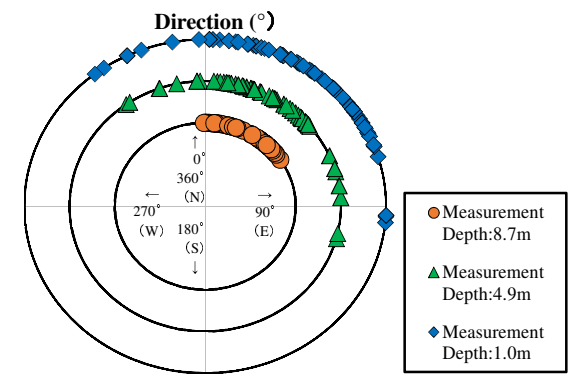 Direction (°)
↑
0°
360°
(N)
←
→
270°
90°
(W)
180°
(E)
(S)
↓
Measurement
Depth:8.7m
Measurement
Depth:4.9m
Measurement
Depth:1.0m